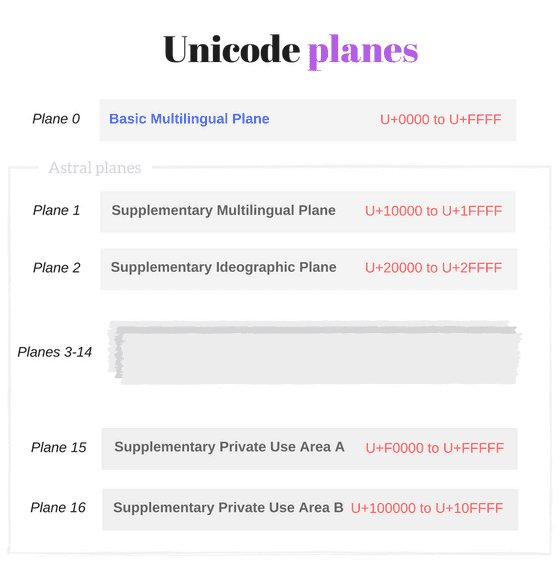 Unicode planes
Plane 0 Basic Multilingual Plane U+0000 to U+FFFF
Astral planes
Plane 1 Supplementary Multilingual Plane U+10000 to U+1FFFF
Plane 2 Supplementary Ideographic Plane U+20000 to U+2FFFF
Planes 3-14
Plane 15 Supplementary Private Use Area A U+F0000 to U+FFFFF
Plane 16 Supplementary Private Use Area B U+100000 to U+10FFFF